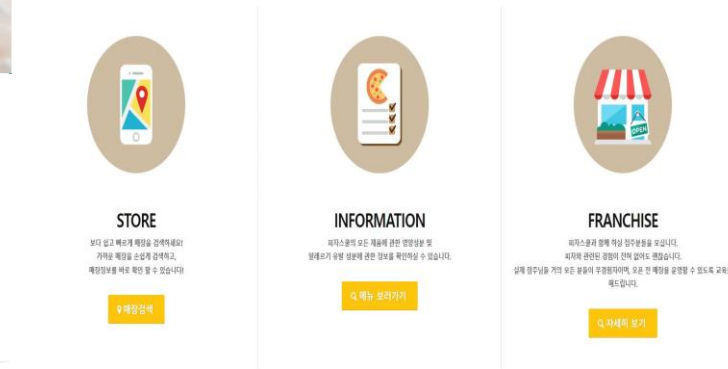 STORE
보다 쉽고 빠르게 매장을 검색하세요!
가까운 매장을 손쉽게 검색하고,
매장정보를 바로 확인 할 수 있습니다!
매장검색
INFORMATION
피자스쿨의 모든 제품에 관한 영양성분 및
알레르기 유발 성분에 관한 정보를 확인하실 수 있습니다.
메뉴 보러가기
OPEN
FRANCHISE
피자스쿨과 함께 하실 점주분들을 모십니다.
피자와 관련된 경험이 전혀 없어도 괜찮습니다.
실제 점주님들 거의 모든 분들이 무경험자이며, 오픈 전 매장을 운영할 수 있도록 교육을
해드립니다.
자세히 보기